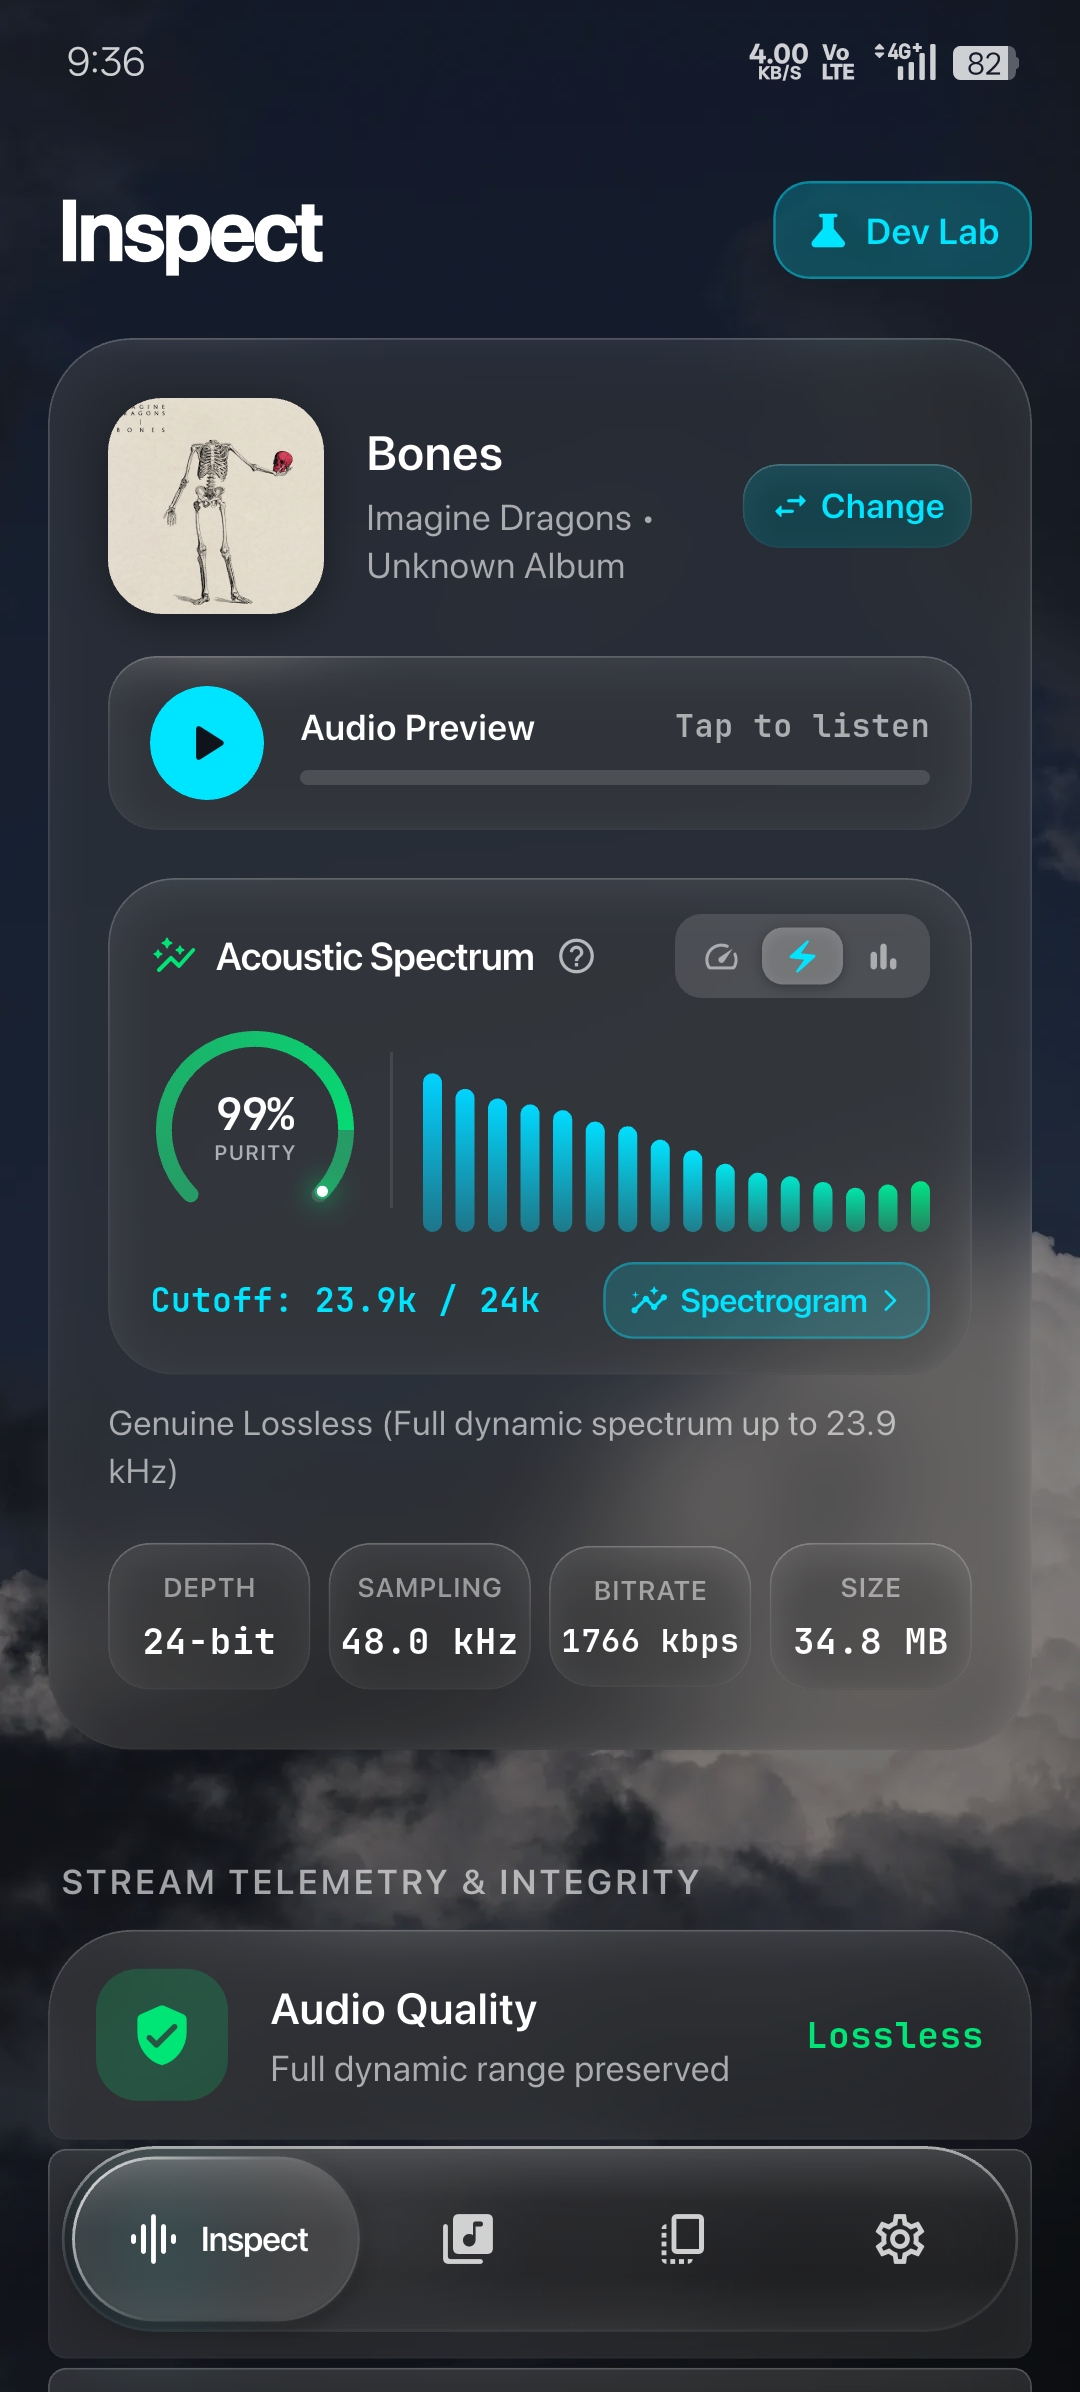 9:36
4.00 KB/S Vo LTE 4G+ 82
Inspect
Dev Lab
AGINE
RAGONS
BONES
Bones
Imagine Dragons •
Unknown Album
Change
Audio Preview
Tap to listen
Acoustic Spectrum
99%
PURITY
Cutoff: 23.9k / 24k
Spectrogram
Genuine Lossless (Full dynamic spectrum up to 23.9
kHz)
DEPTH
24-bit
SAMPLING
48.0 kHz
BITRATE
1766 kbps
SIZE
34.8 MB
STREAM TELEMETRY & INTEGRITY
Audio Quality
Full dynamic range preserved
Lossless
Inspect